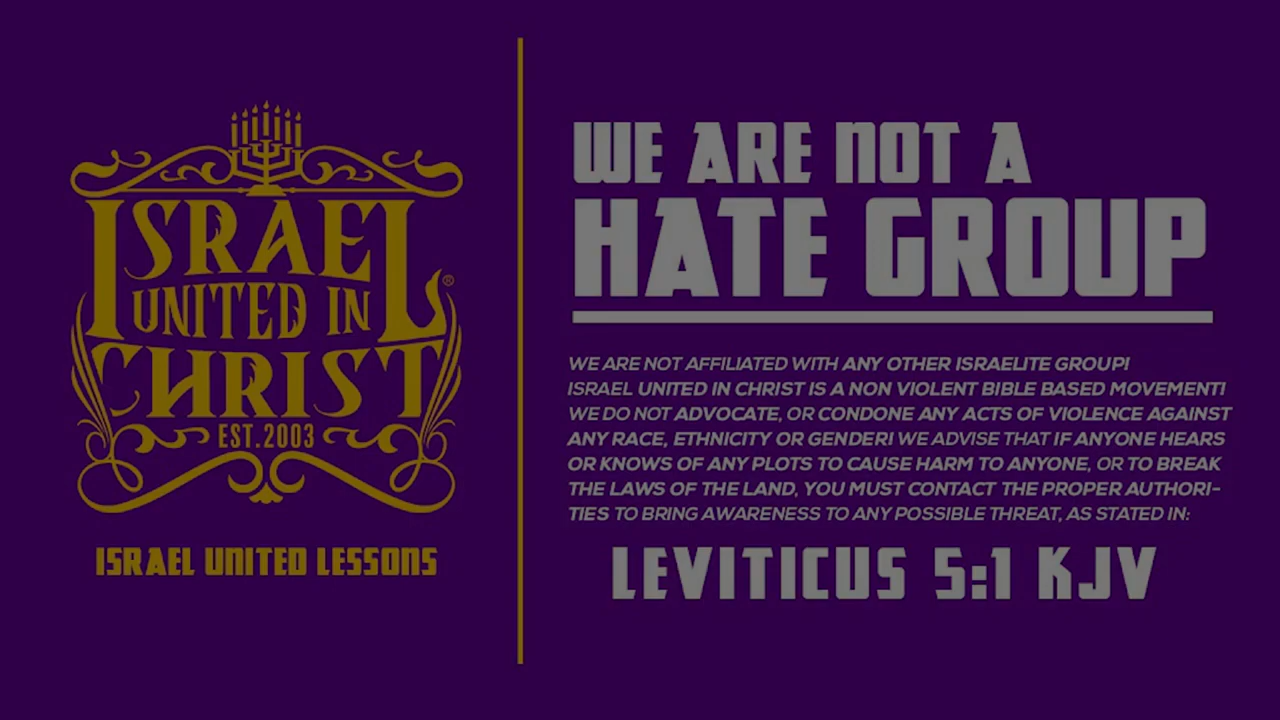 ISRAEL
UNITED IN
CHRIST
EST.2003
®
ISRAEL UNITED LESSONS
WE ARE NOT A
HATE GROUP
WE ARE NOT AFFILIATED WITH ANY OTHER ISRAELITE GROUP!
ISRAEL UNITED IN CHRIST IS A NON VIOLENT BIBLE BASED MOVEMENT!
WE DO NOT ADVOCATE, OR CONDONE ANY ACTS OF VIOLENCE AGAINST
ANY RACE, ETHNICITY OR GENDER! WE ADVISE THAT IF ANYONE HEARS
OR KNOWS OF ANY PLOTS TO CAUSE HARM TO ANYONE, OR TO BREAK
THE LAWS OF THE LAND, YOU MUST CONTACT THE PROPER AUTHORI-
TIES TO BRING AWARENESS TO ANY POSSIBLE THREAT, AS STATED IN:
LEVITICUS 5:1 KJV